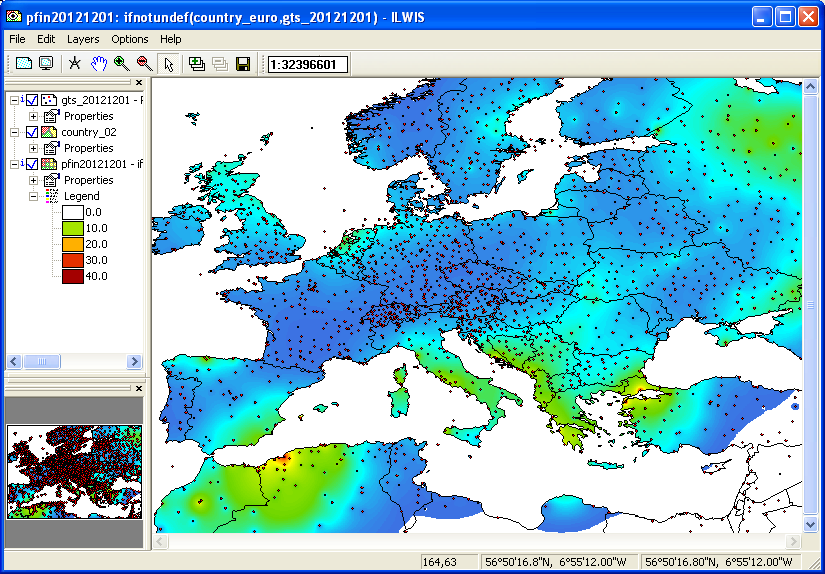 pfin20121201: ifnotundef(country_euro,gts_20121201) - ILWIS
File Edit Layers Options Help
1:32396601
gts_20121201 - F
Properties
country_02
Properties
pfin20121201 - if
Properties
Legend
0.0
10.0
20.0
30.0
40.0
164,63 56°50'16.8"N, 6°55'12.00"W 56°50'16.80"N, 6°55'12.00"W